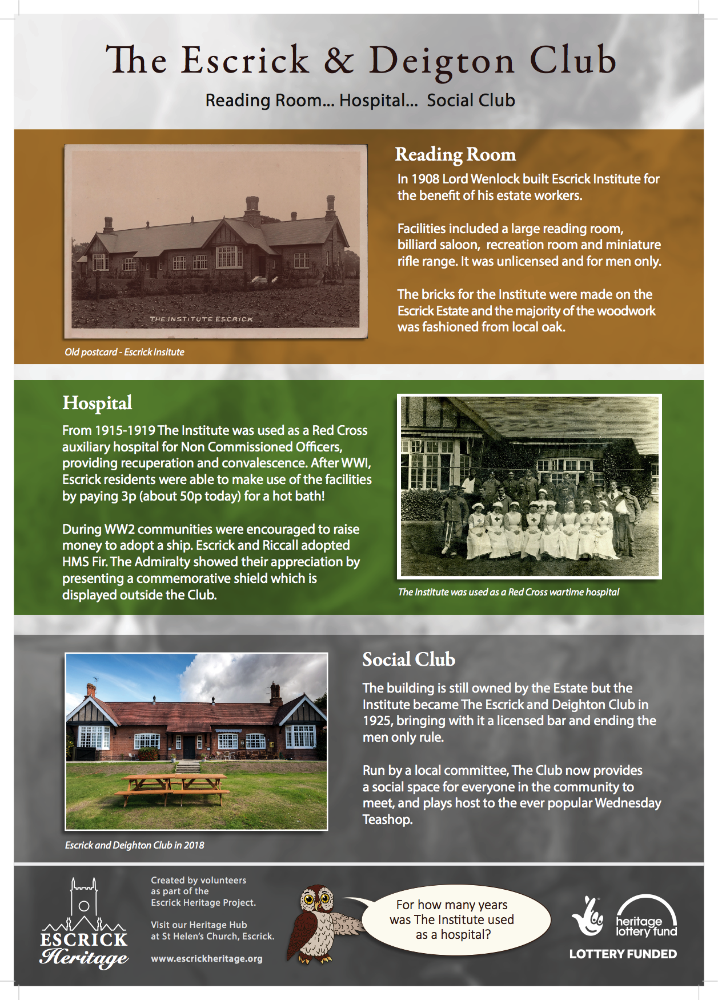 The Escrick & Deigton Club
Reading Room... Hospital... Social Club
THE INSTITUTE ESCRICK
Old postcard - Escrick Insitute
Reading Room
In 1908 Lord Wenlock built Escrick Institute for
the benefit of his estate workers.
Facilities included a large reading room,
billiard saloon, recreation room and miniature
rifle range. It was unlicensed and for men only.
The bricks for the Institute were made on the
Escrick Estate and the majority of the woodwork
was fashioned from local oak.
Hospital
From 1915-1919 The Institute was used as a Red Cross
auxiliary hospital for Non Commissioned Officers,
providing recuperation and convalescence. After WWI,
Escrick residents were able to make use of the facilities
by paying 3p (about 50p today) for a hot bath!
During WW2 communities were encouraged to raise
money to adopt a ship. Escrick and Riccall adopted
HMS Fir. The Admiralty showed their appreciation by
presenting a commemorative shield which is
displayed outside the Club.
The Institute was used as a Red Cross wartime hospital
Escrick and Deighton Club in 2018
Social Club
The building is still owned by the Estate but the
Institute became The Escrick and Deighton Club in
1925, bringing with it a licensed bar and ending the
men only rule.
Run by a local committee, The Club now provides
a social space for everyone in the community to
meet, and plays host to the ever popular Wednesday
Teashop.
ESCRICK
Heritage
Created by volunteers
as part of the
Escrick Heritage Project.
Visit our Heritage Hub
at St Helen's Church, Escrick.
www.escrickheritage.org
For how many years
was The Institute used
as a hospital?
heritage
lottery fund
LOTTERY FUNDED